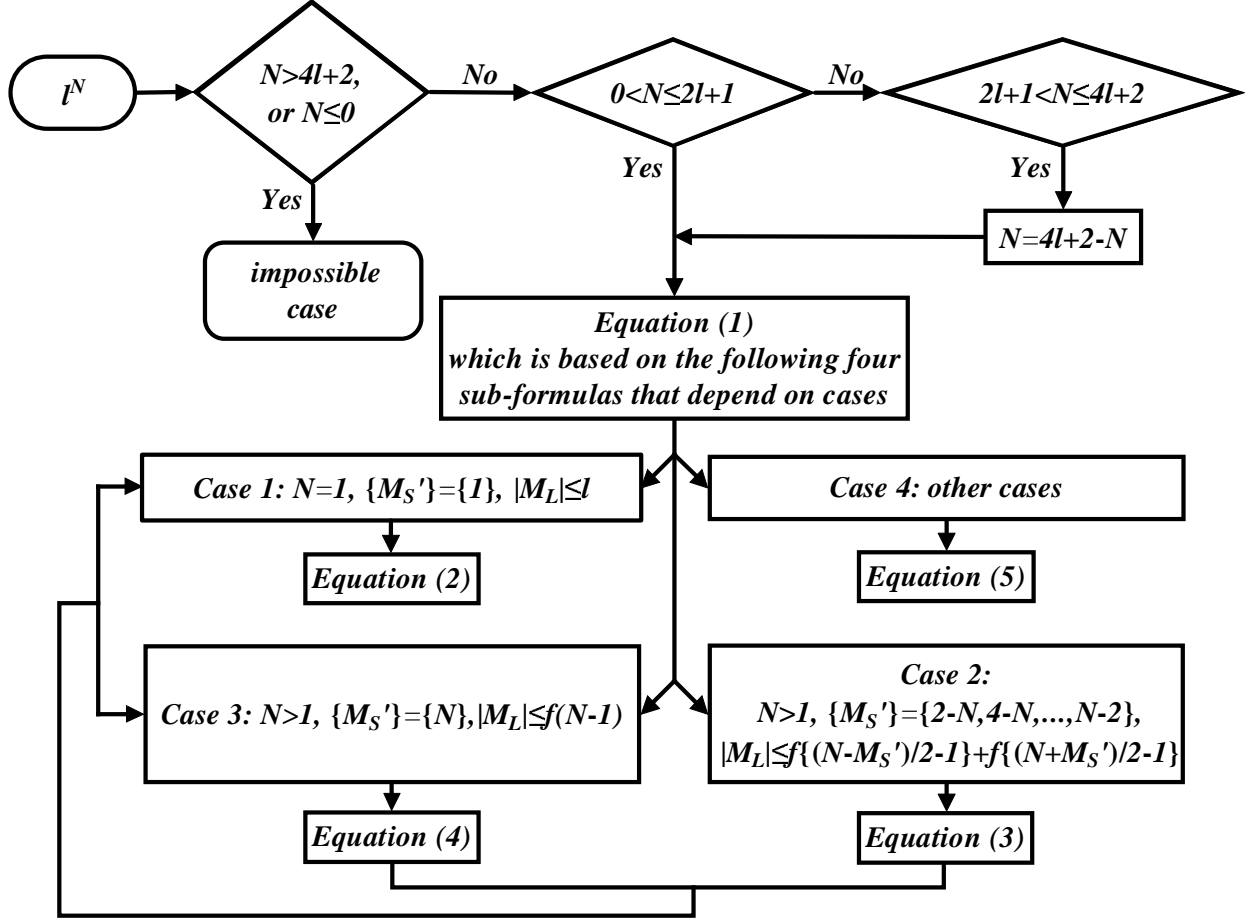 l^N
N>4l+2,
or N≤0
No
0<N≤2l+1
No
2l+1<N≤4l+2
Yes
Yes
Yes
N=4l+2-N
impossible
case
Equation (1)
which is based on the following four
sub-formulas that depend on cases
Case 1: N=1, {M_S'}={1}, |M_L|≤l
Case 4: other cases
Equation (2)
Equation (5)
Case 3: N>1, {M_S'}={N},|M_L|≤f(N-1)
Case 2:
N>1, {M_S'}={2-N,4-N,...,N-2},
|M_L|≤f{(N-M_S')/2-1}+f{(N+M_S')/2-1}
Equation (4)
Equation (3)